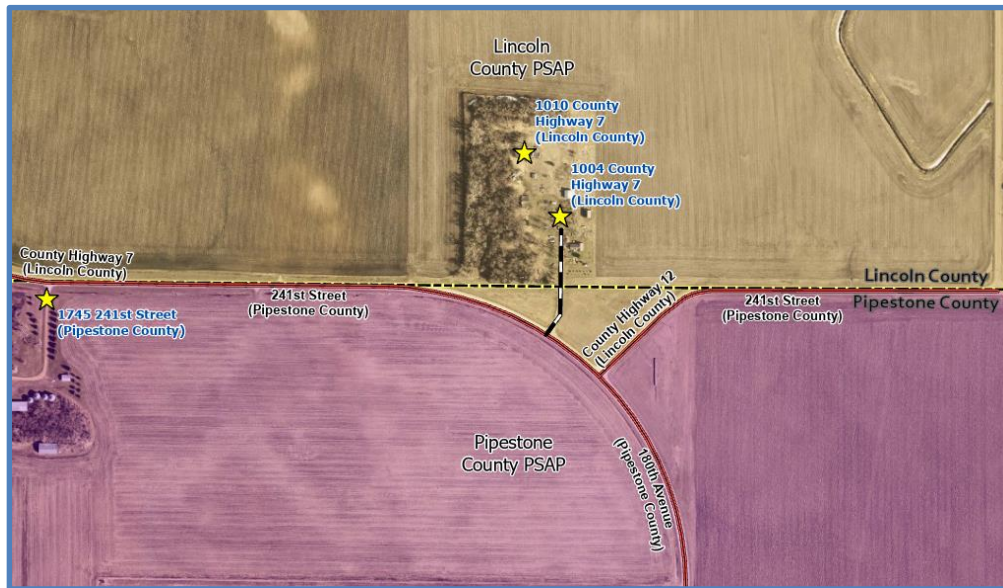 Lincoln
County PSAP
1010 County
Highway 7
(Lincoln County)
1004 County
Highway 7
(Lincoln County)
County Highway 7
(Lincoln County)
Lincoln County
Pipestone County
241st Street
(Pipestone County)
County Highway 12
(Lincoln County)
241st Street
(Pipestone County)
1745 241st Street
(Pipestone County)
Pipestone
County PSAP
180th Avenue
(Pipestone County)